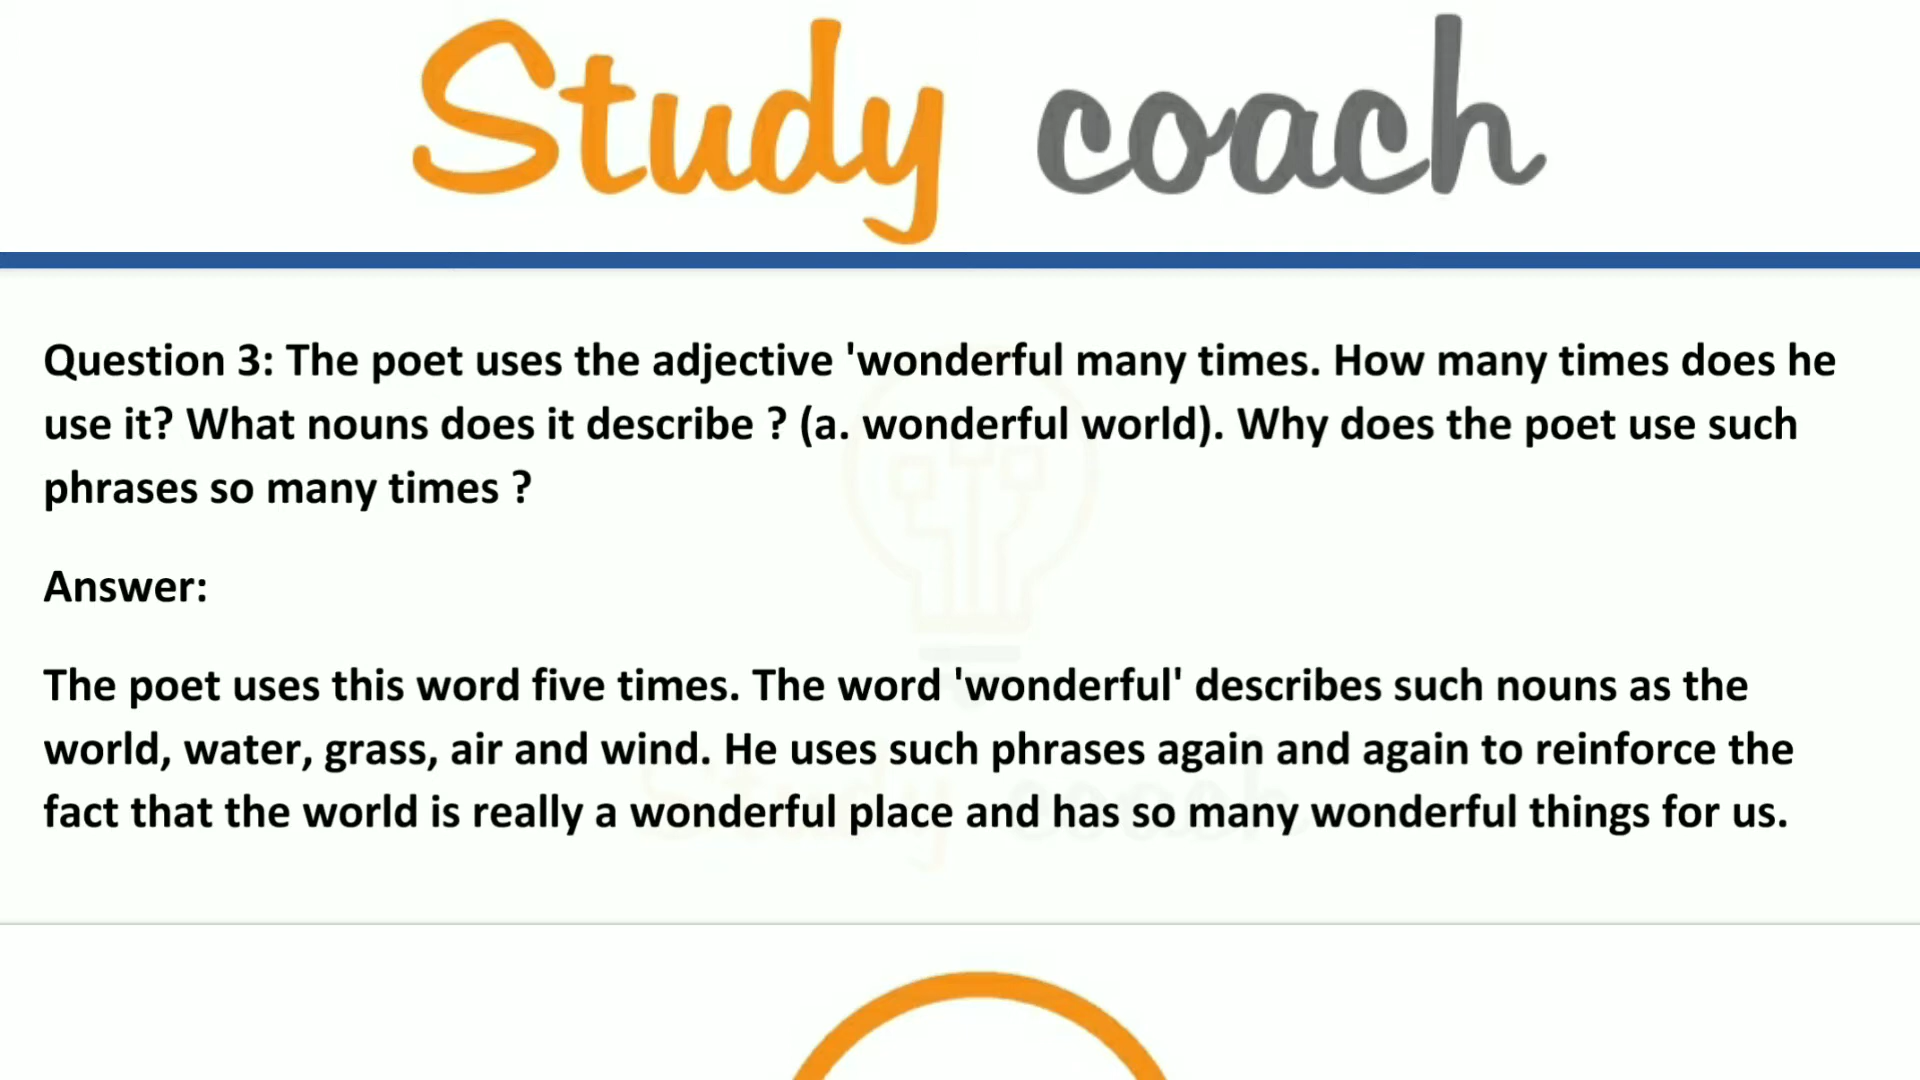 Study coach
Question 3: The poet uses the adjective 'wonderful many times. How many times does he
use it? What nouns does it describe ? (a. wonderful world). Why does the poet use such
phrases so many times ?
Answer:
The poet uses this word five times. The word 'wonderful' describes such nouns as the
world, water, grass, air and wind. He uses such phrases again and again to reinforce the
fact that the world is really a wonderful place and has so many wonderful things for us.
Study coach